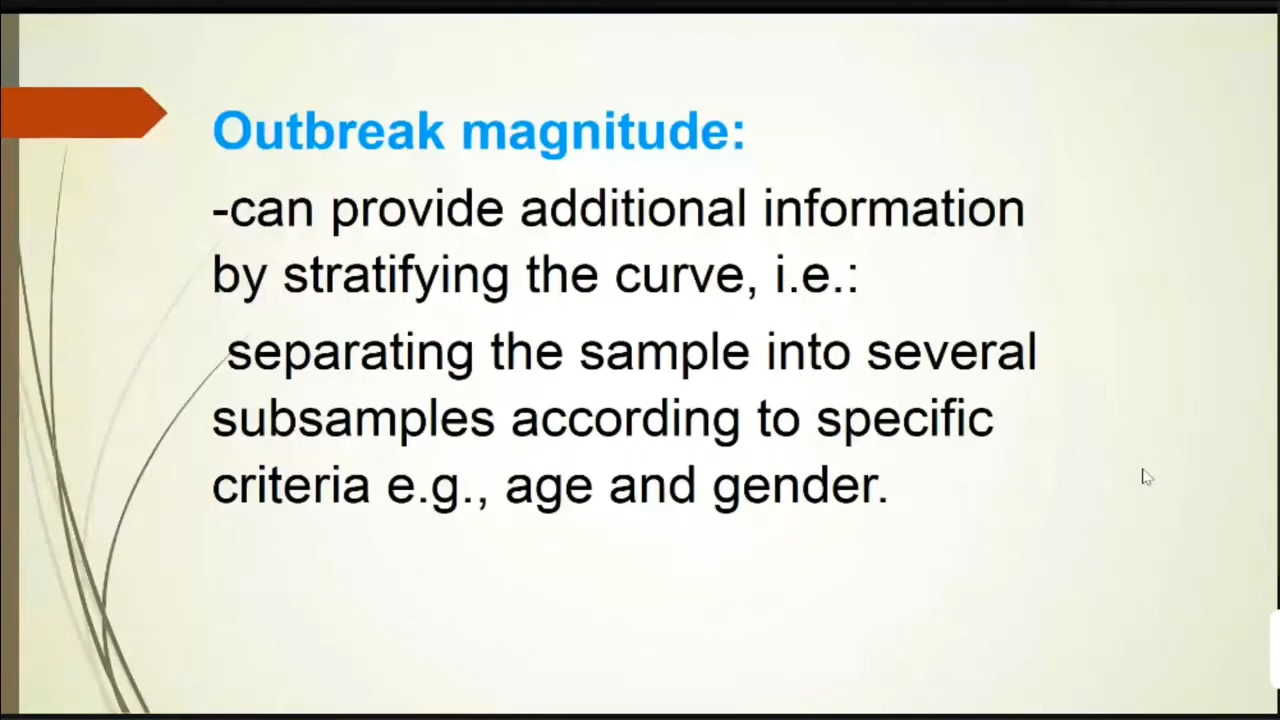 Outbreak magnitude:
-can provide additional information
by stratifying the curve, i.e.:
separating the sample into several
subsamples according to specific
criteria e.g., age and gender.